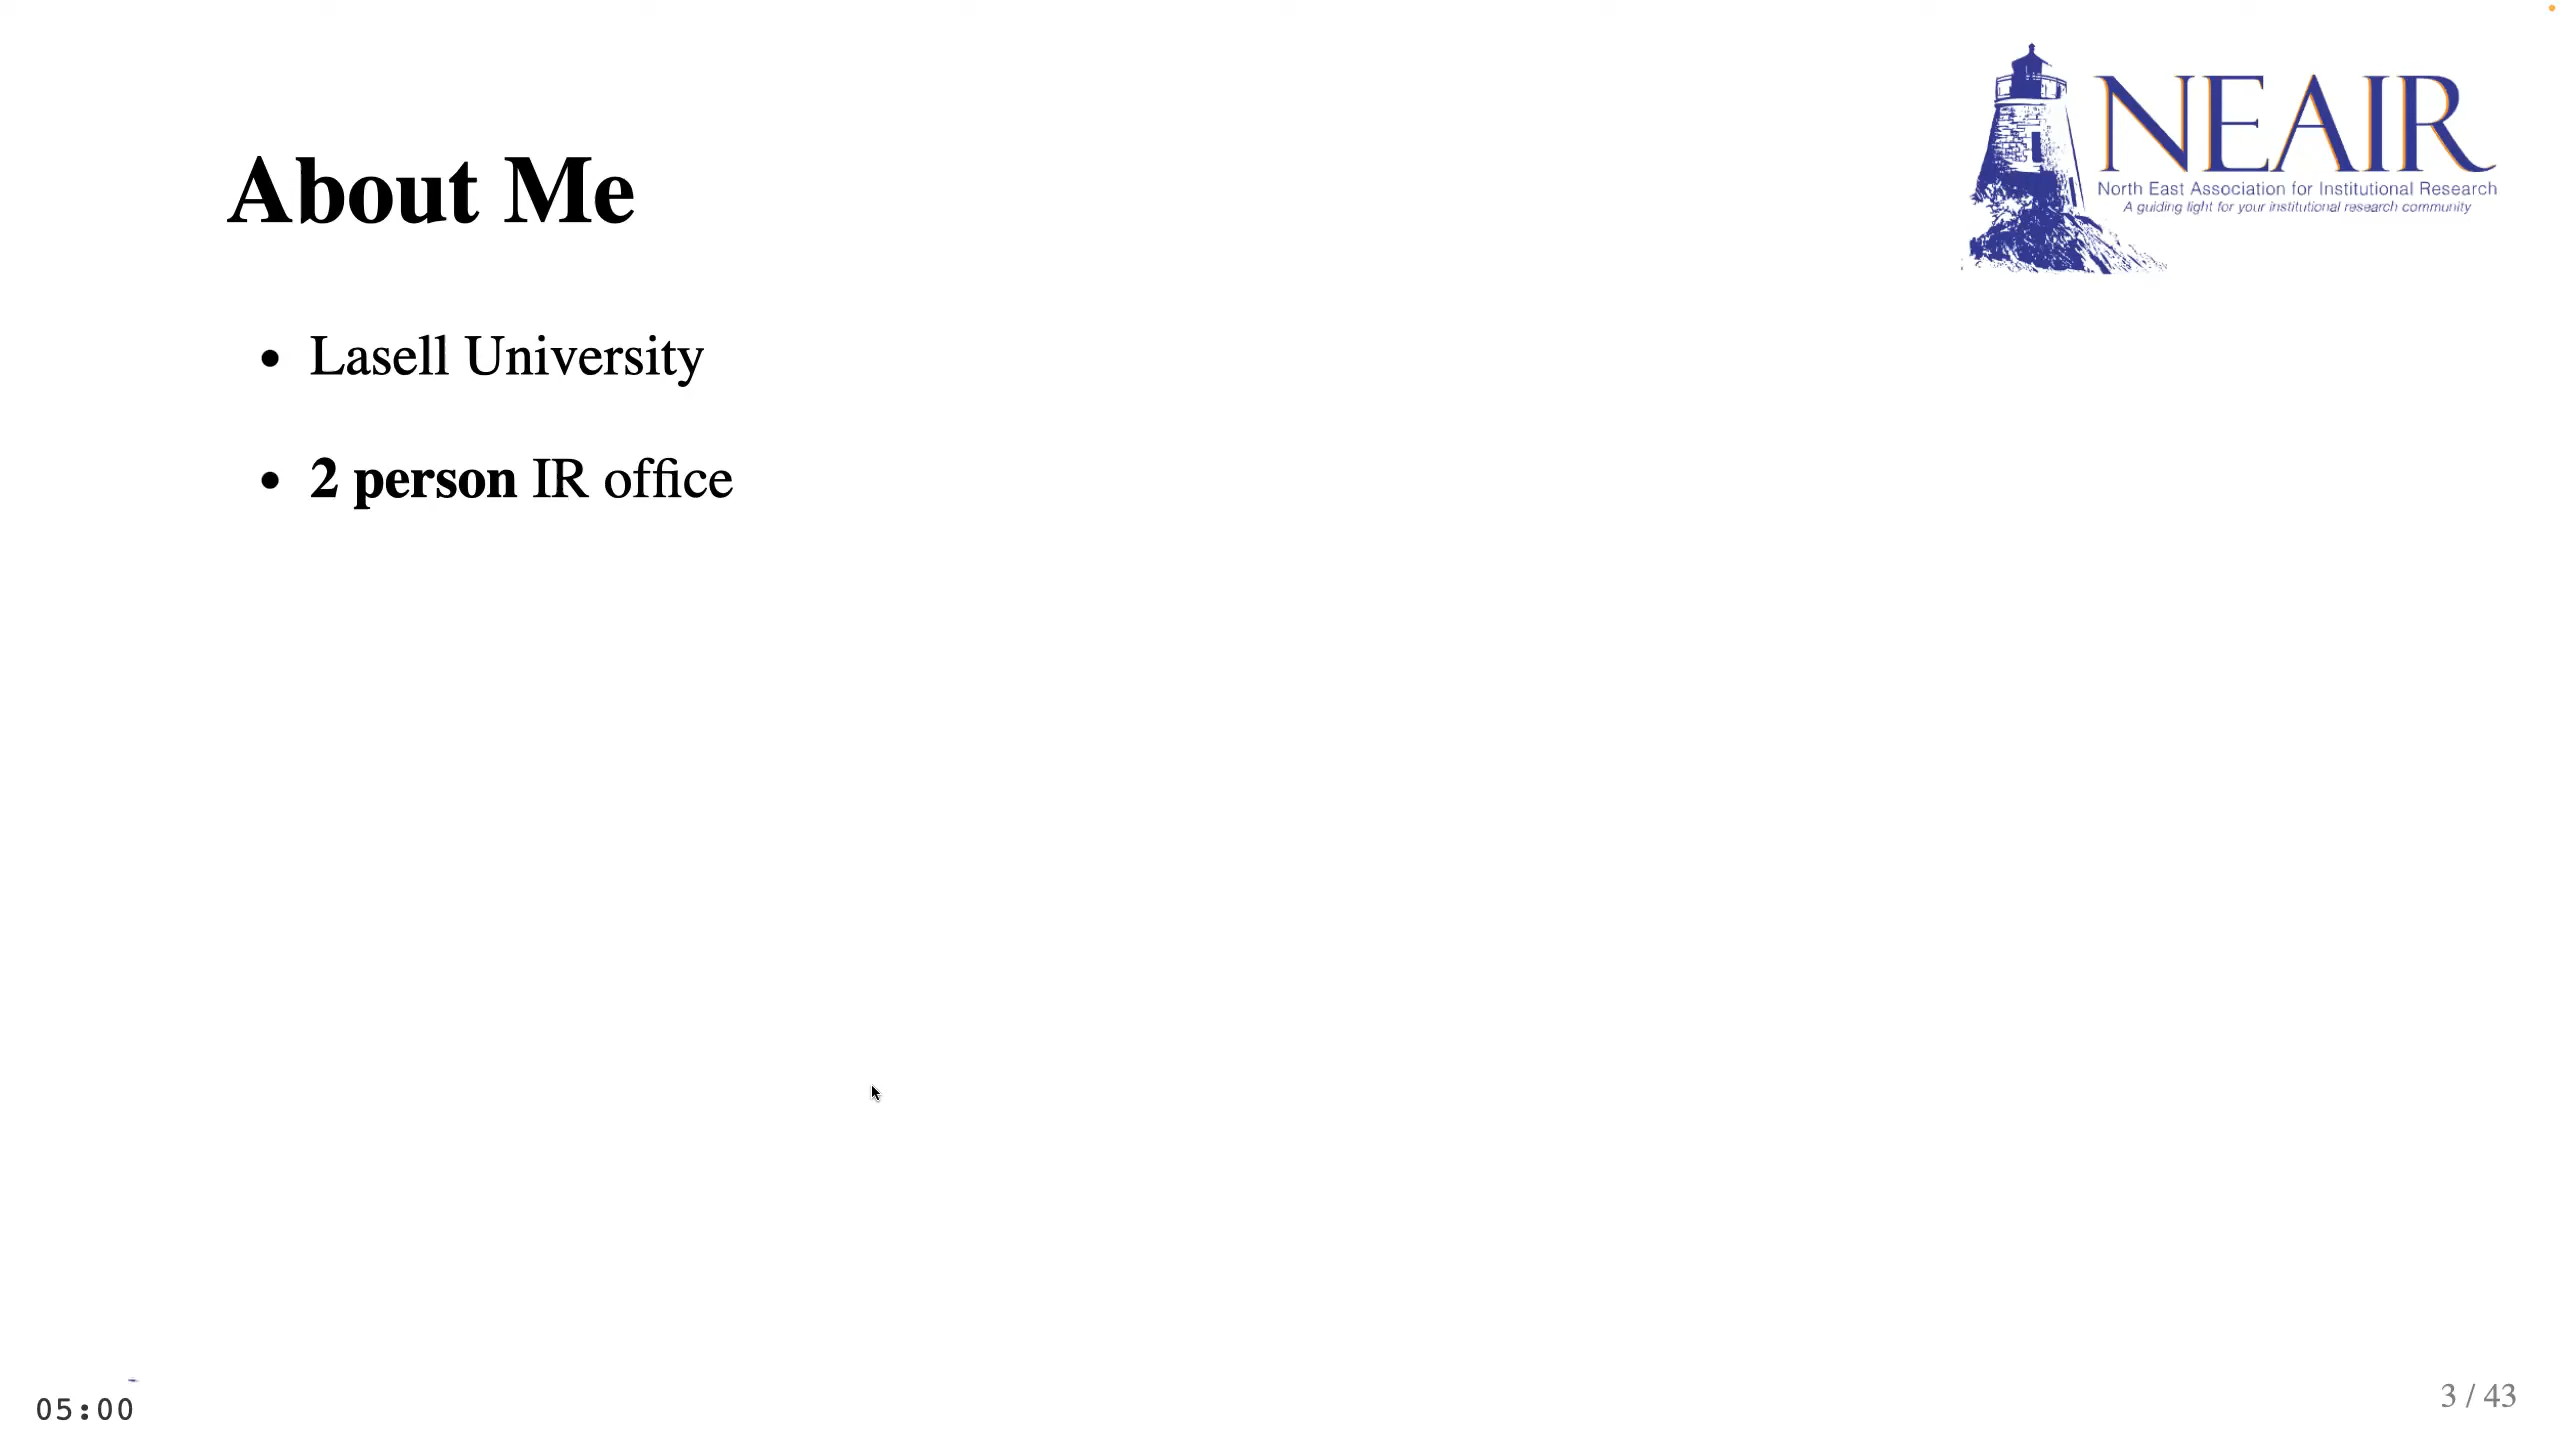 NEAIR
North East Association for Institutional Research
A guiding light for your institutional research community
About Me
• Lasell University
• 2 person IR office
05:00
3 / 43